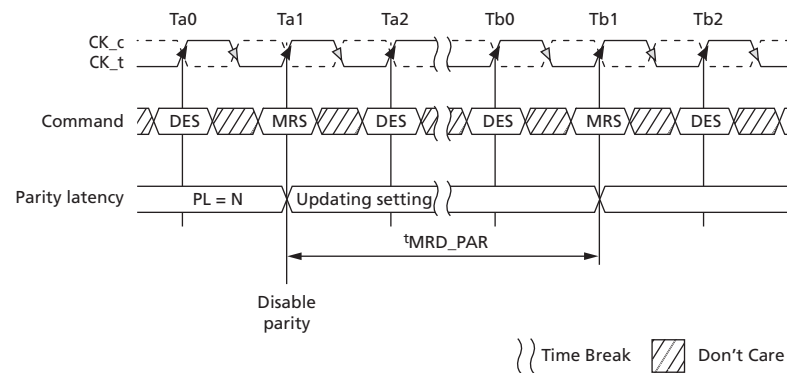 Ta0 Ta1 Ta2 Tb0 Tb1 Tb2
CK_c
CK_t
Command DES MRS DES DES MRS DES
Parity latency PL = N Updating setting
tMRD_PAR
Disable
parity
Time Break Don't Care